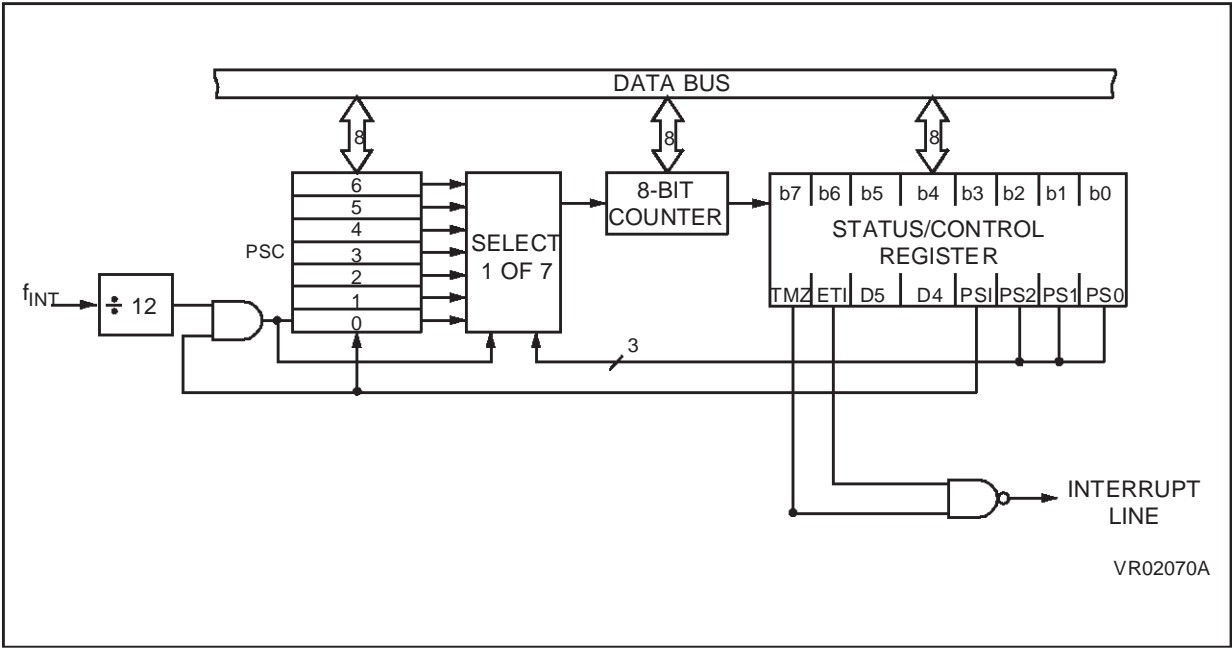 DATA BUS
8
8
8
6
5
4
3
2
1
0
PSC
SELECT
1 OF 7
8-BIT
COUNTER
b7 b6 b5 b4 b3 b2 b1 b0
STATUS/CONTROL
REGISTER
TMZ ETI D5 D4 PSI PS2 PS1 PS0
fINT
÷ 12
3
INTERRUPT
LINE
VR02070A